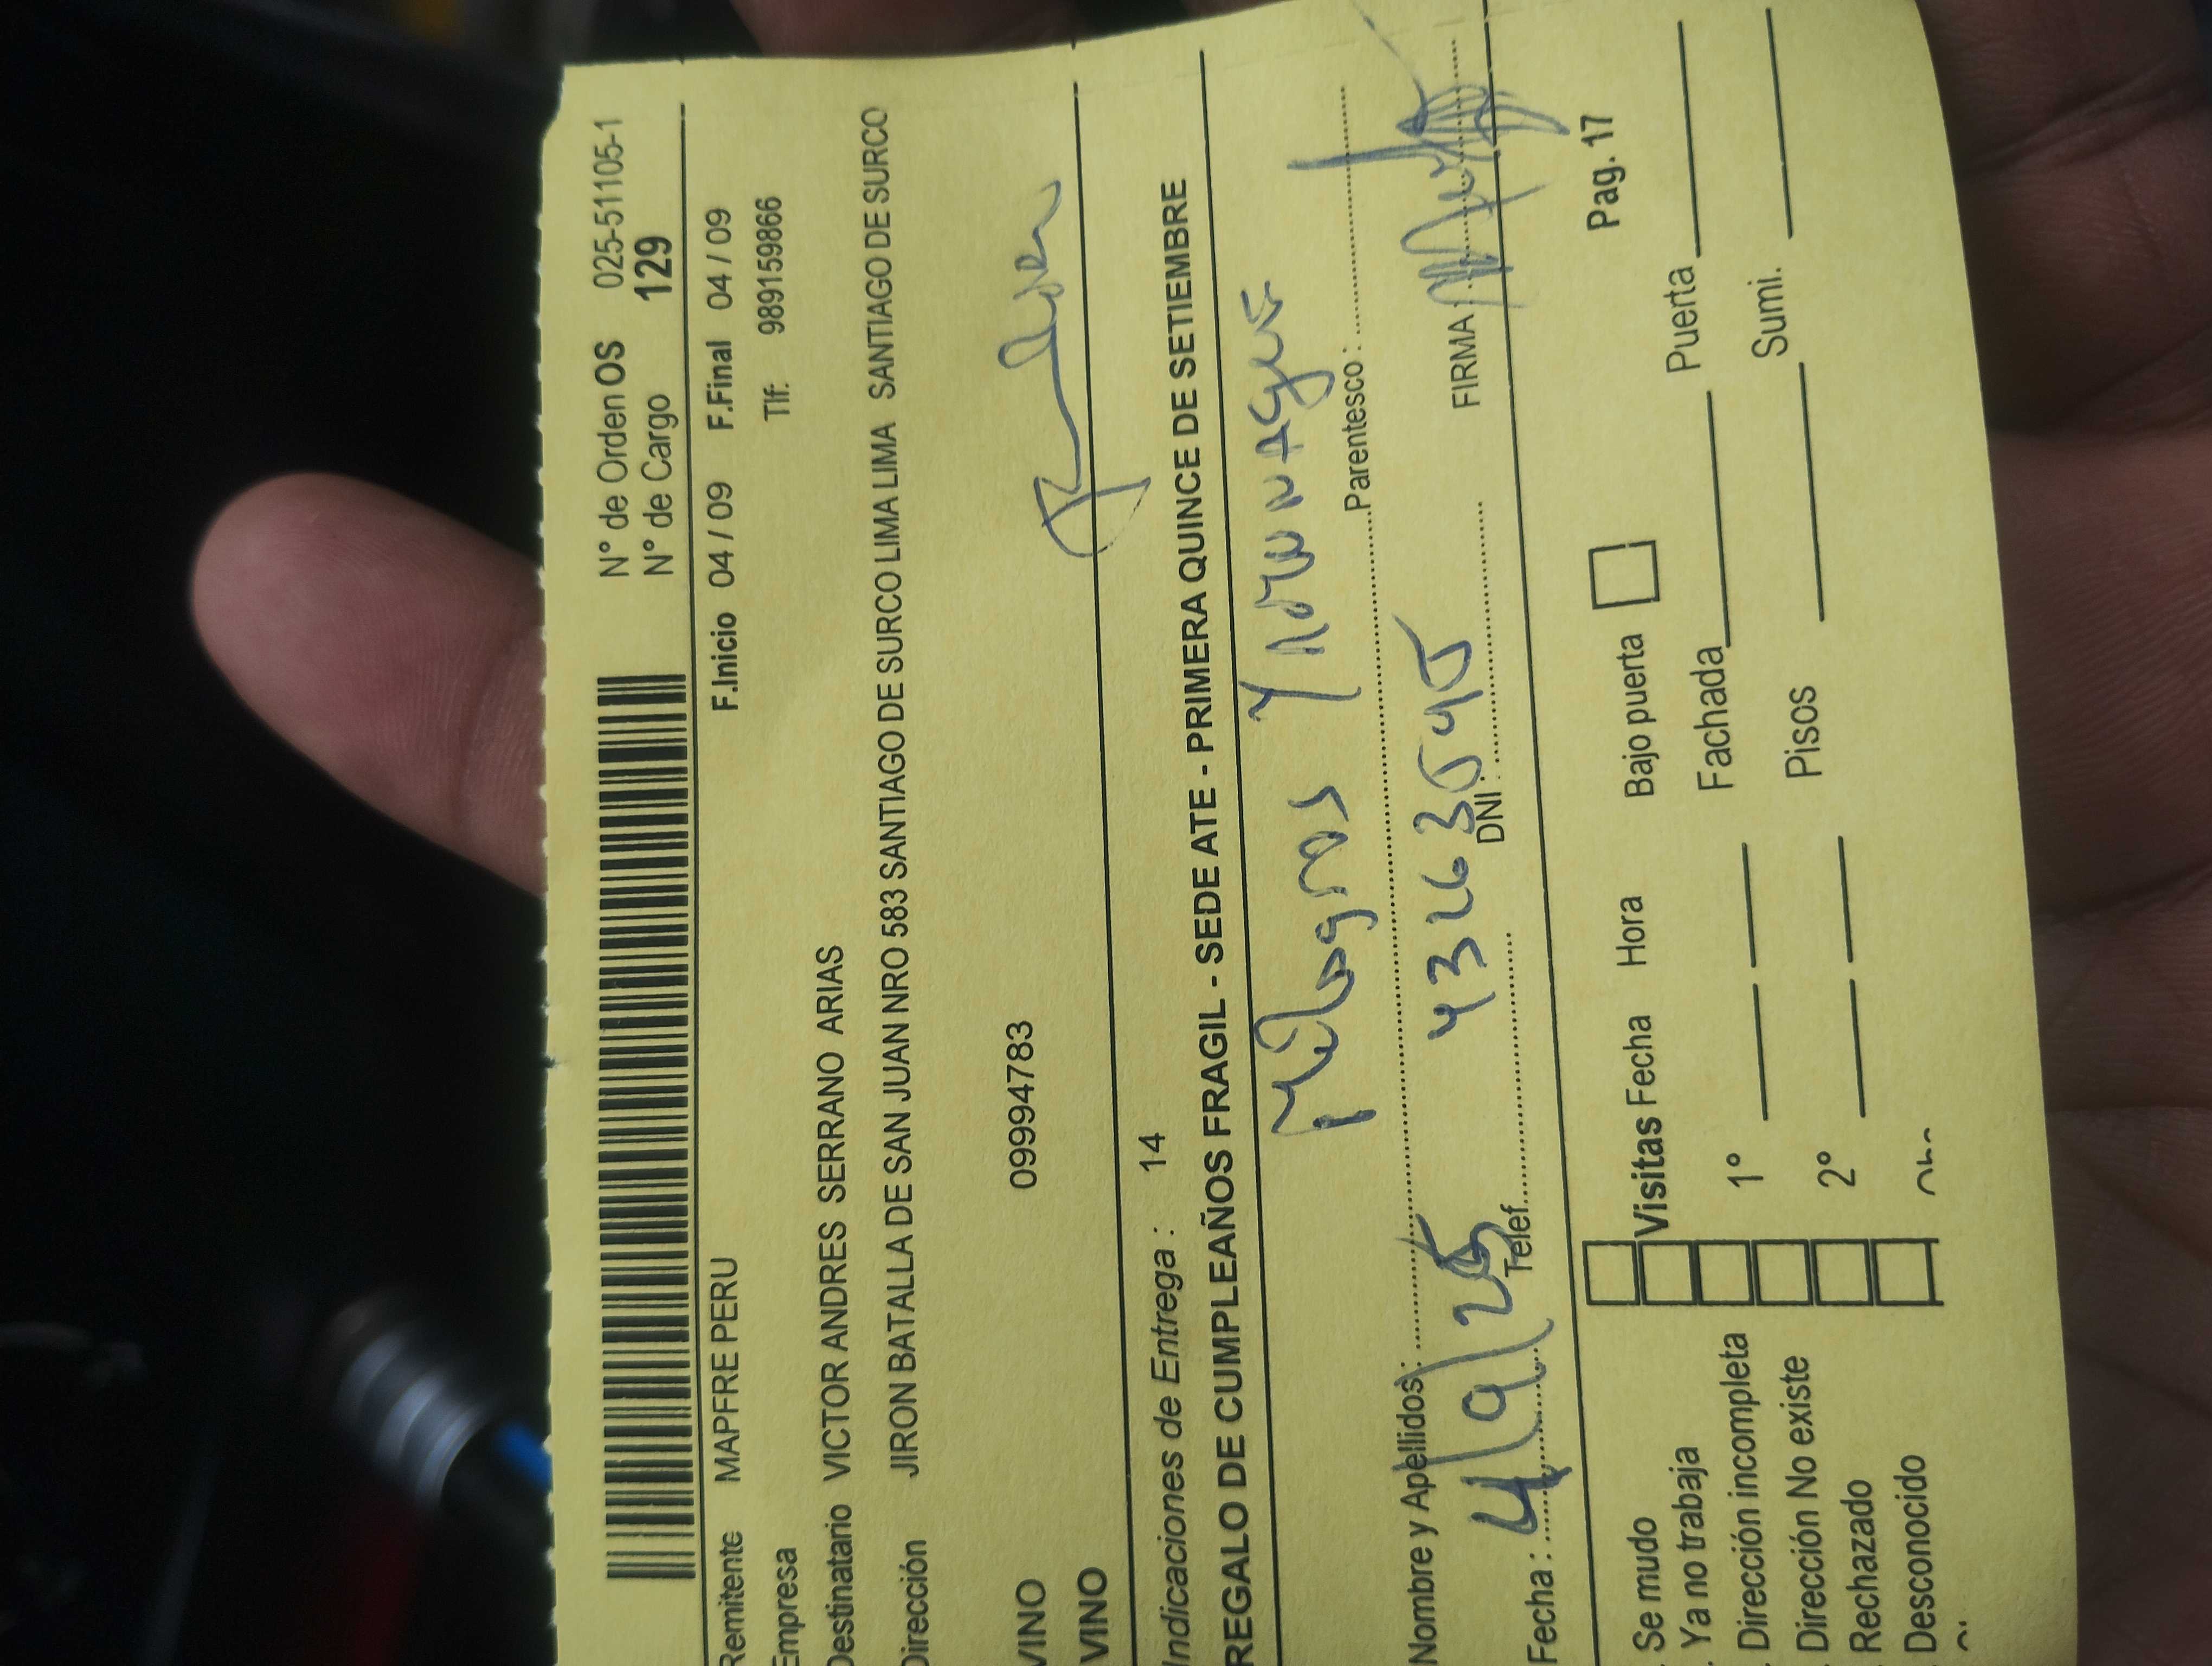 N° de Orden OS 025-51105-1
N° de Cargo 129
Remitente MAPFRE PERU F.Inicio 04 / 09 F.Final 04 / 09
Empresa Tlf: 989159866
Destinatario VICTOR ANDRES SERRANO ARIAS
Dirección JIRON BATALLA DE SAN JUAN NRO 583 SANTIAGO DE SURCO LIMA LIMA SANTIAGO DE SURCO
VINO 09994783
VINO
Indicaciones de Entrega : 14
REGALO DE CUMPLEAÑOS FRAGIL - SEDE ATE - PRIMERA QUINCE DE SETIEMBRE
Milagros
Nombre y Apellidos: Parentesco :
4/9/25 43263545
Fecha : Telef. DNI : FIRMA
Pag. 17
Se mudo Visitas Fecha Hora Bajo puerta
Ya no trabaja
Dirección incompleta 1° Fachada Puerta
Dirección No existe
Rechazado 2° Pisos Sumi.
Desconocido